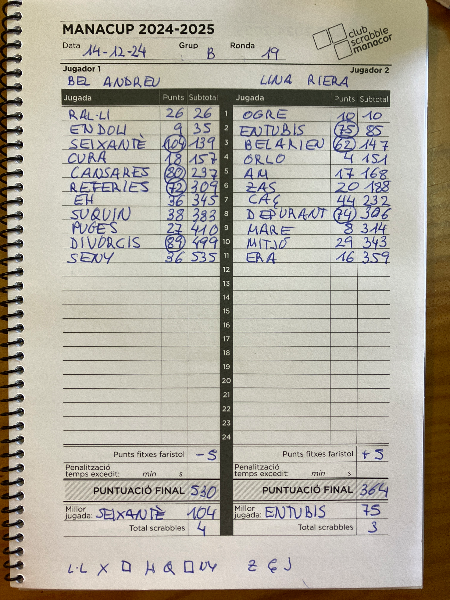 MANACUP 2024-2025
club scrabble manacor
Data 14-12-24 Grup B Ronda 19
Jugador 1 Jugador 2
BEL ANDREU LINA RIERA
Jugada Punts Subtotal Jugada Punts Subtotal
RAL·LI 26 26 1 OGRE 10 10
ENDOLI 9 35 2 ENTUBIS 75 85
SEIXANTÈ 104 139 3 BELARIEN 62 147
CURA 18 157 4 ORLO 4 151
CANSARES 80 237 5 AM 17 168
REFERIES 72 309 6 ZAS 20 188
EH 36 345 7 CAÇ 44 232
SUQUIN 38 383 8 DEPURANT 74 306
PUGES 27 410 9 MARE 8 314
DIVORCIS 89 499 10 MITJÓ 29 343
SENY 36 535 11 ERA 16 359
12
13
14
15
16
17
18
19
20
21
22
23
24
Punts fitxes faristol -5 Punts fitxes faristol +5
Penalització temps excedit: min s Penalització temps excedit: min s
PUNTUACIÓ FINAL 530 PUNTUACIÓ FINAL 364
Millor jugada: SEIXANTÈ 104 Millor jugada: ENTUBIS 75
Total scrabbles 4 Total scrabbles 3
L·L X □ H Q □ NY Z Ç J